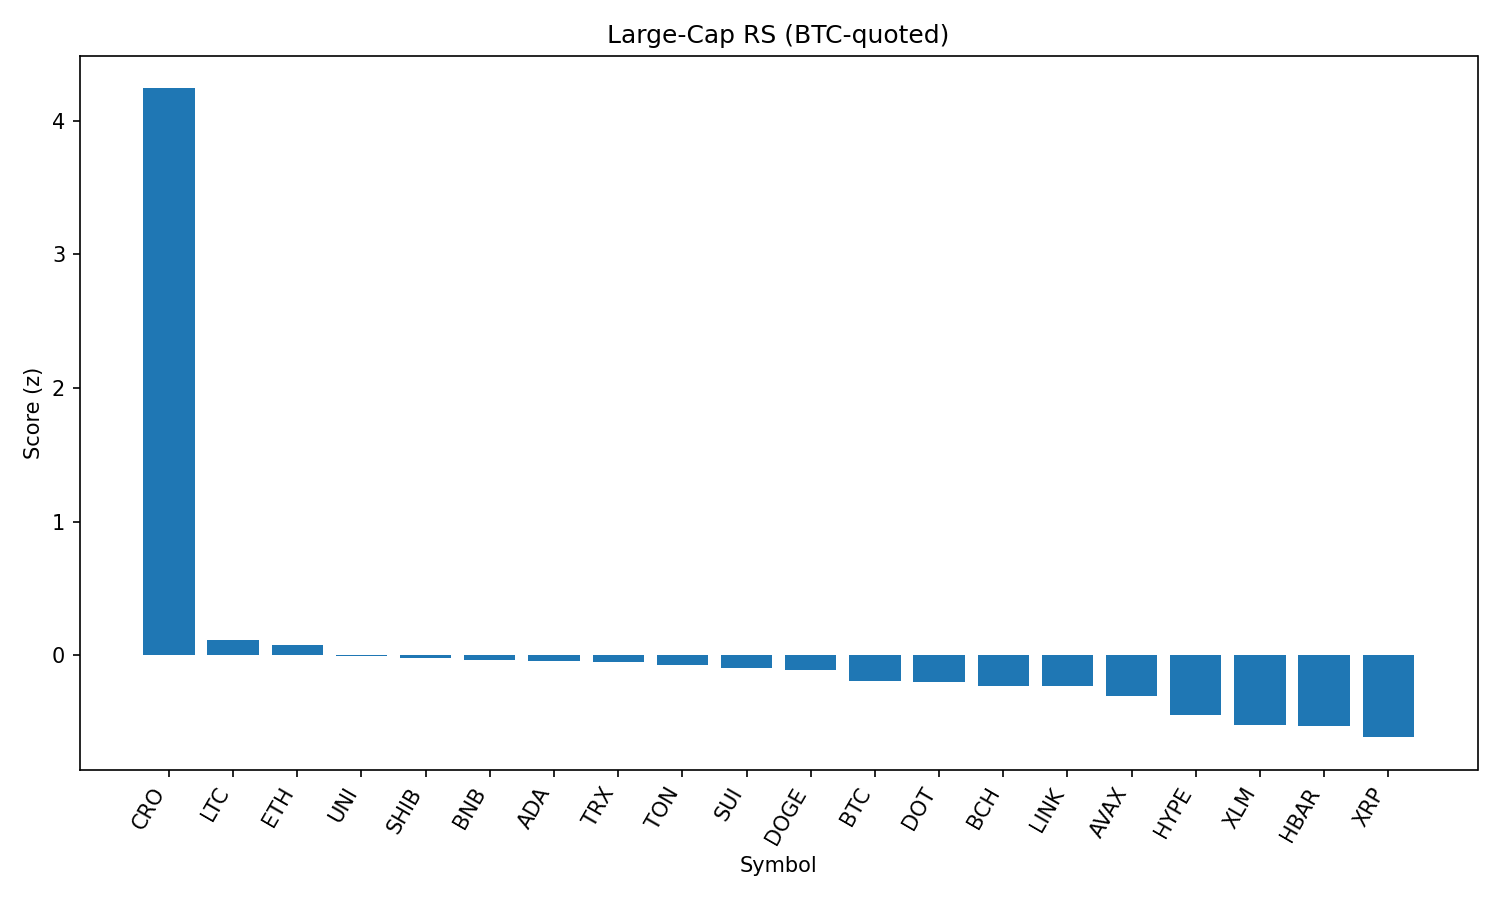 Large-Cap RS (BTC-quoted)
Score (z)
4
3
2
1
0
CRO
LTC
ETH
UNI
SHIB
BNB
ADA
TRX
TON
SUI
DOGE
BTC
DOT
BCH
LINK
AVAX
HYPE
XLM
HBAR
XRP
Symbol